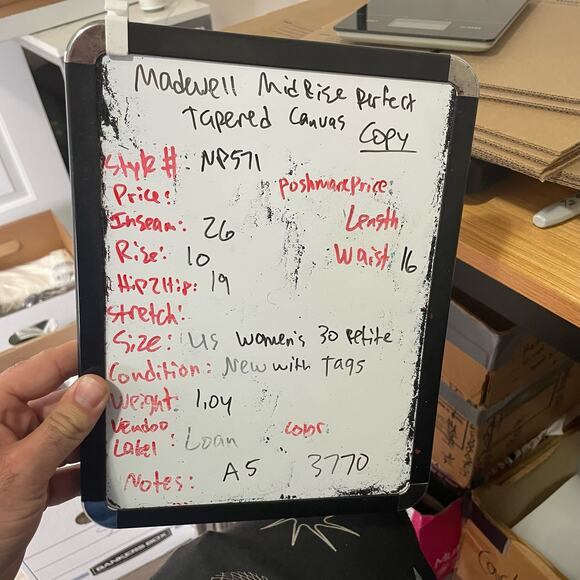 Madewell MidRise Perfect
Tapered Canvas
Copy
Style #: NP571
Price:
PoshmarkPrice:
Inseam: 26
Length:
Rise: 10
Waist 16
Hip2Hip: 19
Stretch:
Size: US Women's 30 Petite
Condition: New with Tags
Weight: 1.04
Vendoo
Label: Loan
Color:
Notes: A5 3770
BANKERS BOX